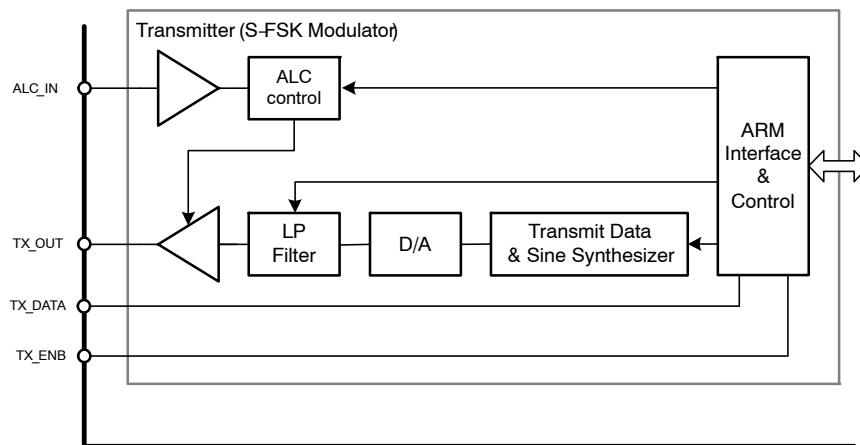 Transmitter (S-FSK Modulator)
ALC_IN
ALC
control
ARM
Interface
&
Control
TX_OUT
LP
Filter
D/A
Transmit Data
& Sine Synthesizer
TX_DATA
TX_ENB